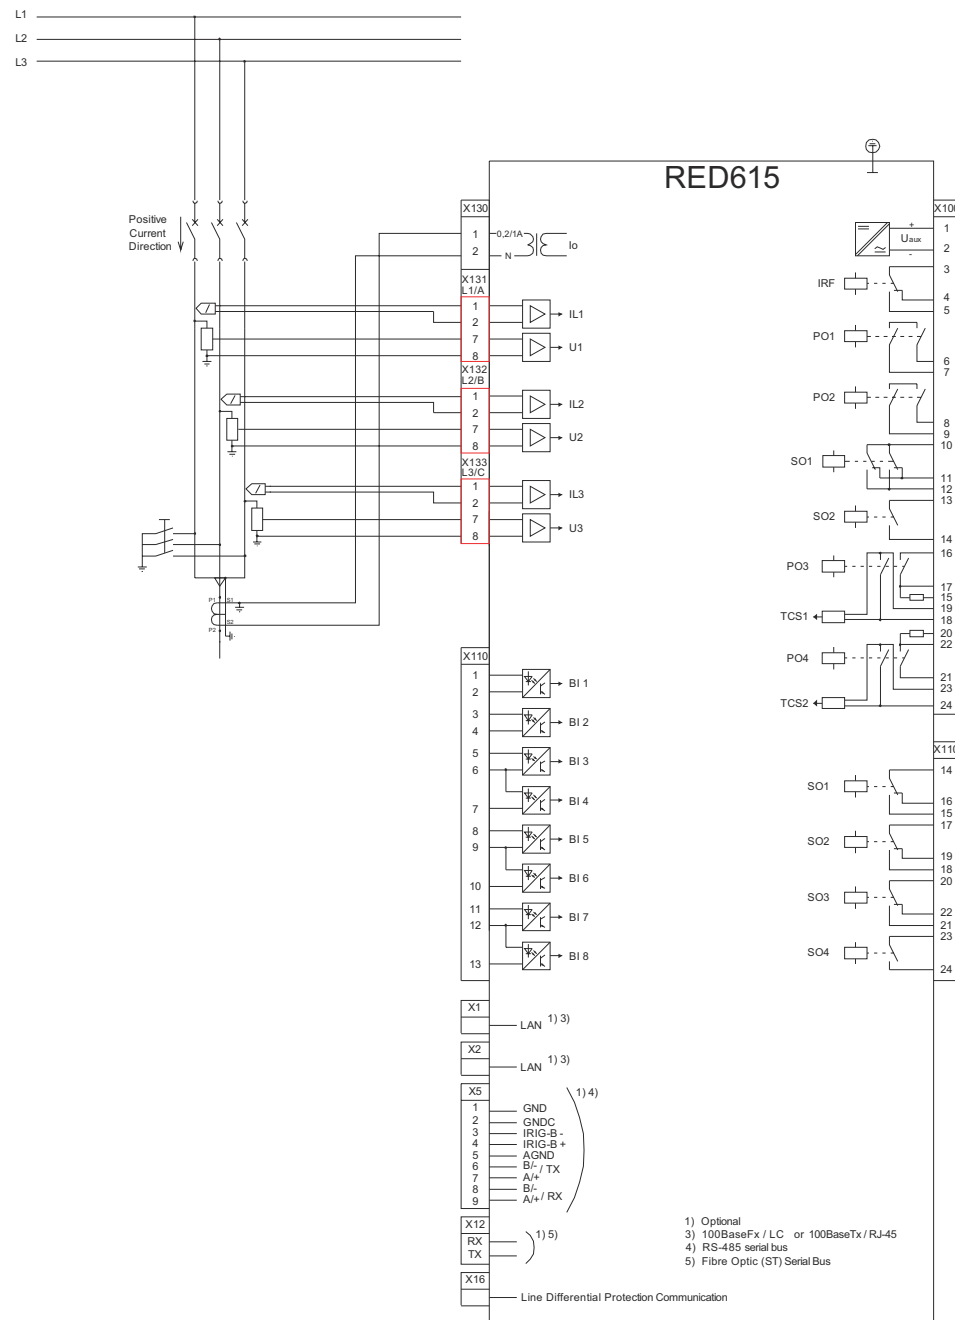 L1
L2
L3
RED615
Positive
Current
Direction
X130
1
2
0,2/1A
N
Io
X131
L1/A
1
2
7
8
IL1
U1
X132
L2/B
1
2
7
8
IL2
U2
X133
L3/C
1
2
7
8
IL3
U3
P1
S1
S2
P2
X110
1
2
BI 1
3
4
BI 2
5
6
BI 3
7
BI 4
8
9
BI 5
10
BI 6
11
12
BI 7
13
BI 8
X1
LAN 1) 3)
X2
LAN 1) 3)
X5
1) 4)
1 GND
2 GNDC
3 IRIG-B -
4 IRIG-B +
5 AGND
6 B/-
7 A/+
/ TX
8 B/-
9 A/+
/ RX
X12
RX
TX
1) 5)
X16
Line Differential Protection Communication
X100
+
Uaux
-
1
2
IRF
3
4
5
PO1
6
7
PO2
8
9
SO1
10
11
12
SO2
13
14
PO3
16
17
15
19
TCS1
18
20
22
PO4
21
23
TCS2
24
X110
SO1
14
16
15
SO2
17
19
18
SO3
20
22
21
SO4
23
24
1) Optional
3) 100BaseFx / LC or 100BaseTx / RJ-45
4) RS-485 serial bus
5) Fibre Optic (ST) Serial Bus